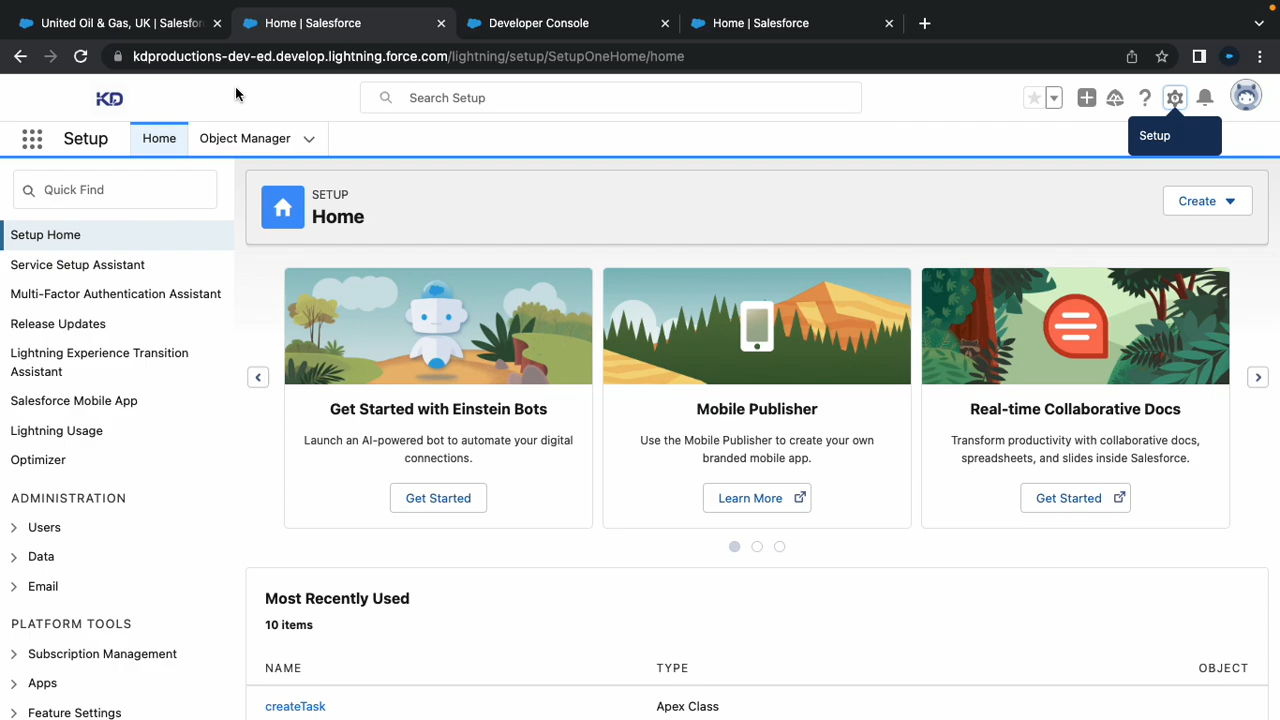 United Oil & Gas, UK | Salesfor
Home | Salesforce
Developer Console
Home | Salesforce
kdproductions-dev-ed.develop.lightning.force.com/lightning/setup/SetupOneHome/home
KD
Search Setup
Setup
Setup
Home
Object Manager
Quick Find
Setup Home
Service Setup Assistant
Multi-Factor Authentication Assistant
Release Updates
Lightning Experience Transition
Assistant
Salesforce Mobile App
Lightning Usage
Optimizer
ADMINISTRATION
Users
Data
Email
PLATFORM TOOLS
Subscription Management
Apps
Feature Settings
SETUP
Home
Create
Get Started with Einstein Bots
Launch an AI-powered bot to automate your digital
connections.
Get Started
Mobile Publisher
Use the Mobile Publisher to create your own
branded mobile app.
Learn More
Real-time Collaborative Docs
Transform productivity with collaborative docs,
spreadsheets, and slides inside Salesforce.
Get Started
Most Recently Used
10 items
NAME
TYPE
OBJECT
createTask
Apex Class